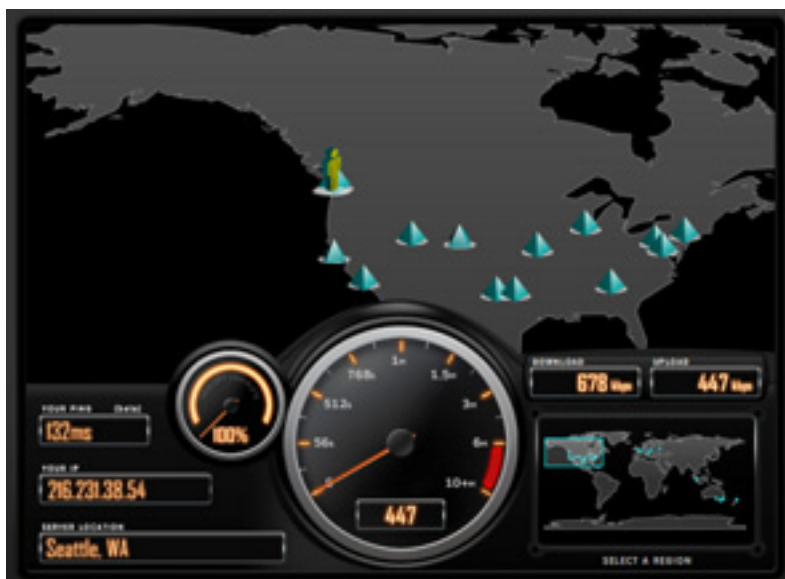 1M
768k
1.5M
512k
3M
56k
6M
0
10+M
447
100%
DOWNLOAD
678 kbps
UPLOAD
447 kbps
YOUR PING (beta)
132ms
YOUR IP
216.231.38.54
SERVER LOCATION
Seattle, WA
SELECT A REGION